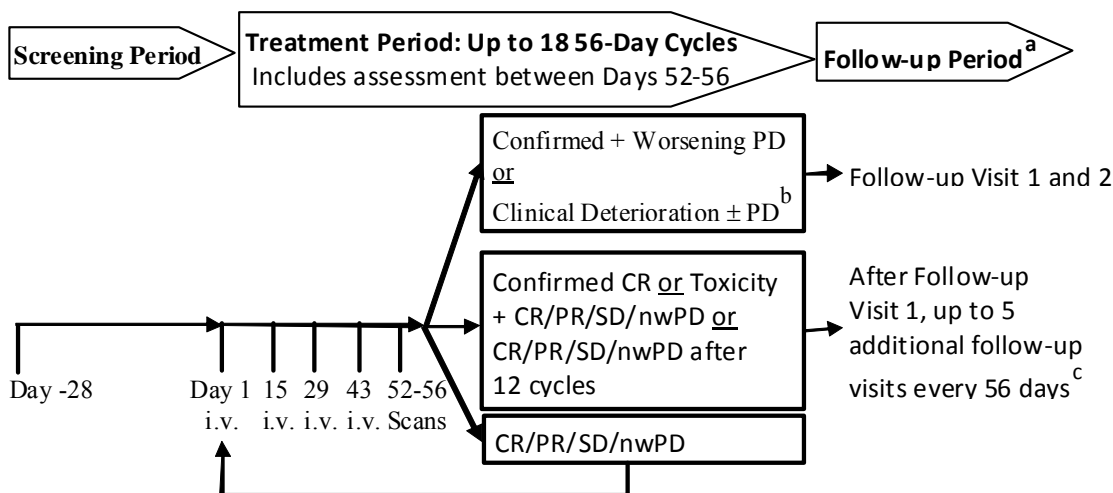 Screening Period
Treatment Period: Up to 18 56-Day Cycles
Includes assessment between Days 52-56
Follow-up Period a
Confirmed + Worsening PD
or
Clinical Deterioration ± PD b
Follow-up Visit 1 and 2
Confirmed CR or Toxicity
+ CR/PR/SD/nwPD or
CR/PR/SD/nwPD after
12 cycles
After Follow-up
Visit 1, up to 5
additional follow-up
visits every 56 days c
Day -28
Day 1 15 29 43 52-56
i.v. i.v. i.v. i.v. Scans
CR/PR/SD/nwPD